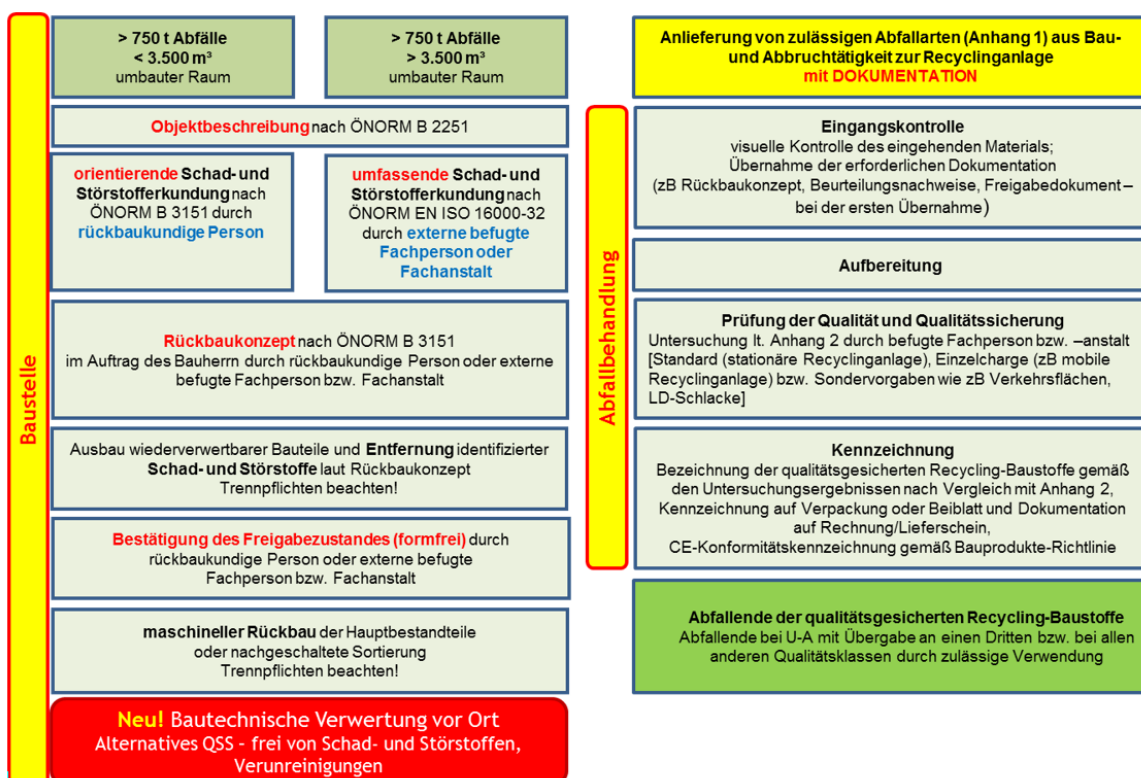 Baustelle
> 750 t Abfälle
< 3.500 m³
umbauter Raum
> 750 t Abfälle
> 3.500 m³
umbauter Raum
Objektbeschreibung nach ÖNORM B 2251
orientierende Schad- und
Störstofferkundung nach
ÖNORM B 3151 durch
rückbaukundige Person
umfassende Schad- und
Störstofferkundung nach
ÖNORM EN ISO 16000-32
durch externe befugte
Fachperson oder
Fachanstalt
Rückbaukonzept nach ÖNORM B 3151
im Auftrag des Bauherrn durch rückbaukundige Person oder externe
befugte Fachperson bzw. Fachanstalt
Ausbau wiederverwertbarer Bauteile und Entfernung identifizierter
Schad- und Störstoffe laut Rückbaukonzept
Trennpflichten beachten!
Bestätigung des Freigabezustandes (formfrei) durch
rückbaukundige Person oder externe befugte
Fachperson bzw. Fachanstalt
maschineller Rückbau der Hauptbestandteile
oder nachgeschaltete Sortierung
Trennpflichten beachten!
Neu! Bautechnische Verwertung vor Ort
Alternatives QSS - frei von Schad- und Störstoffen,
Verunreinigungen
Anlieferung von zulässigen Abfallarten (Anhang 1) aus Bau-
und Abbruchtätigkeit zur Recyclinganlage
mit DOKUMENTATION
Abfallbehandlung
Eingangskontrolle
visuelle Kontrolle des eingehenden Materials;
Übernahme der erforderlichen Dokumentation
(zB Rückbaukonzept, Beurteilungsnachweise, Freigabedokument –
bei der ersten Übernahme)
Aufbereitung
Prüfung der Qualität und Qualitätssicherung
Untersuchung lt. Anhang 2 durch befugte Fachperson bzw. –anstalt
[Standard (stationäre Recyclinganlage), Einzelcharge (zB mobile
Recyclinganlage) bzw. Sondervorgaben wie zB Verkehrsflächen,
LD-Schlacke]
Kennzeichnung
Bezeichnung der qualitätsgesicherten Recycling-Baustoffe gemäß
den Untersuchungsergebnissen nach Vergleich mit Anhang 2,
Kennzeichnung auf Verpackung oder Beiblatt und Dokumentation
auf Rechnung/Lieferschein,
CE-Konformitätskennzeichnung gemäß Bauprodukte-Richtlinie
Abfallende der qualitätsgesicherten Recycling-Baustoffe
Abfallende bei U-A mit Übergabe an einen Dritten bzw. bei allen
anderen Qualitätsklassen durch zulässige Verwendung